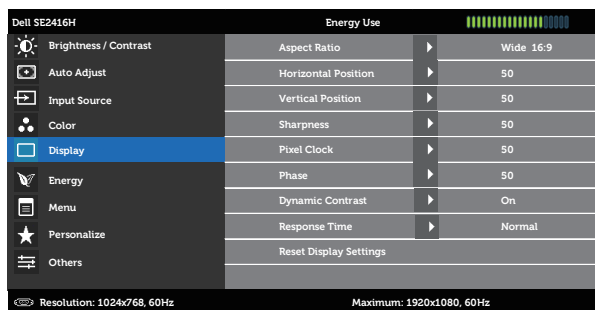 Dell SE2416H Energy Use
Brightness / Contrast Aspect Ratio Wide 16:9
Auto Adjust Horizontal Position 50
Input Source Vertical Position 50
Color Sharpness 50
Display Pixel Clock 50
Energy Phase 50
Menu Dynamic Contrast On
Personalize Response Time Normal
Others Reset Display Settings
Resolution: 1024x768, 60Hz Maximum: 1920x1080, 60Hz